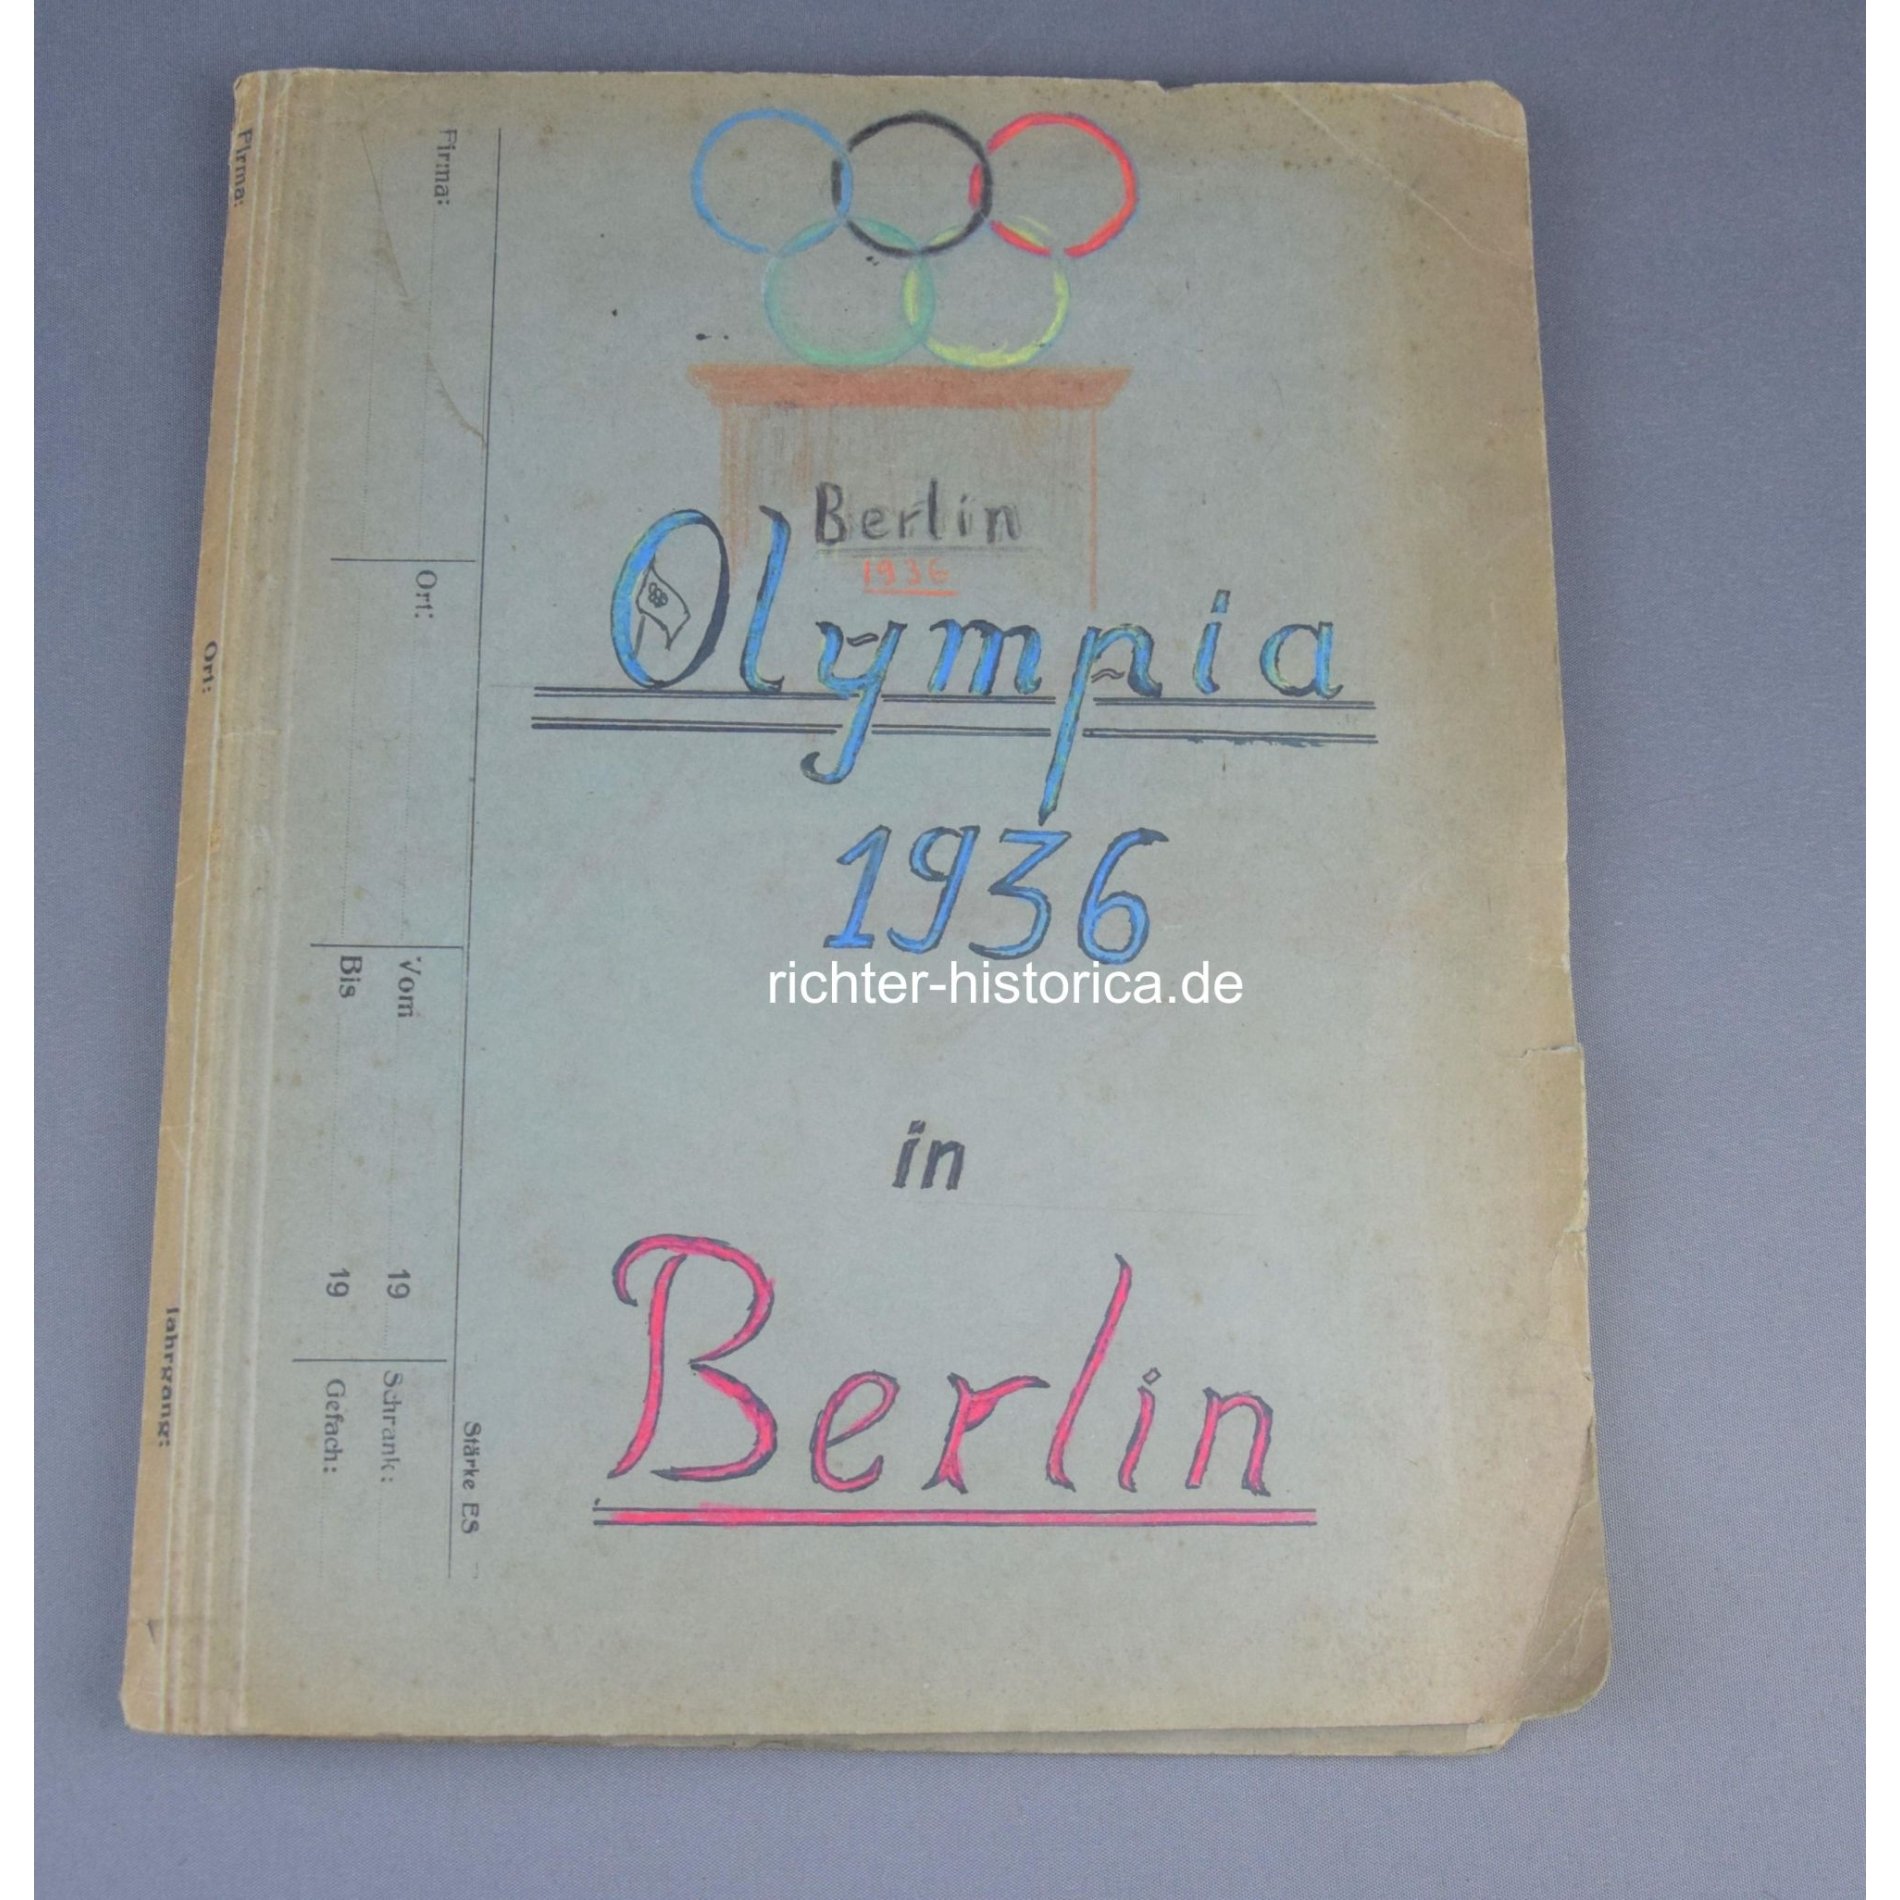 Berlin
1936
Olympia
1936
richter-historica.de
in
Berlin
Firma:
Ort:
Vom 19
Bis 19
Schrank:
Gefach:
Stärke ES
Firma:
Ort:
Jahrgang: